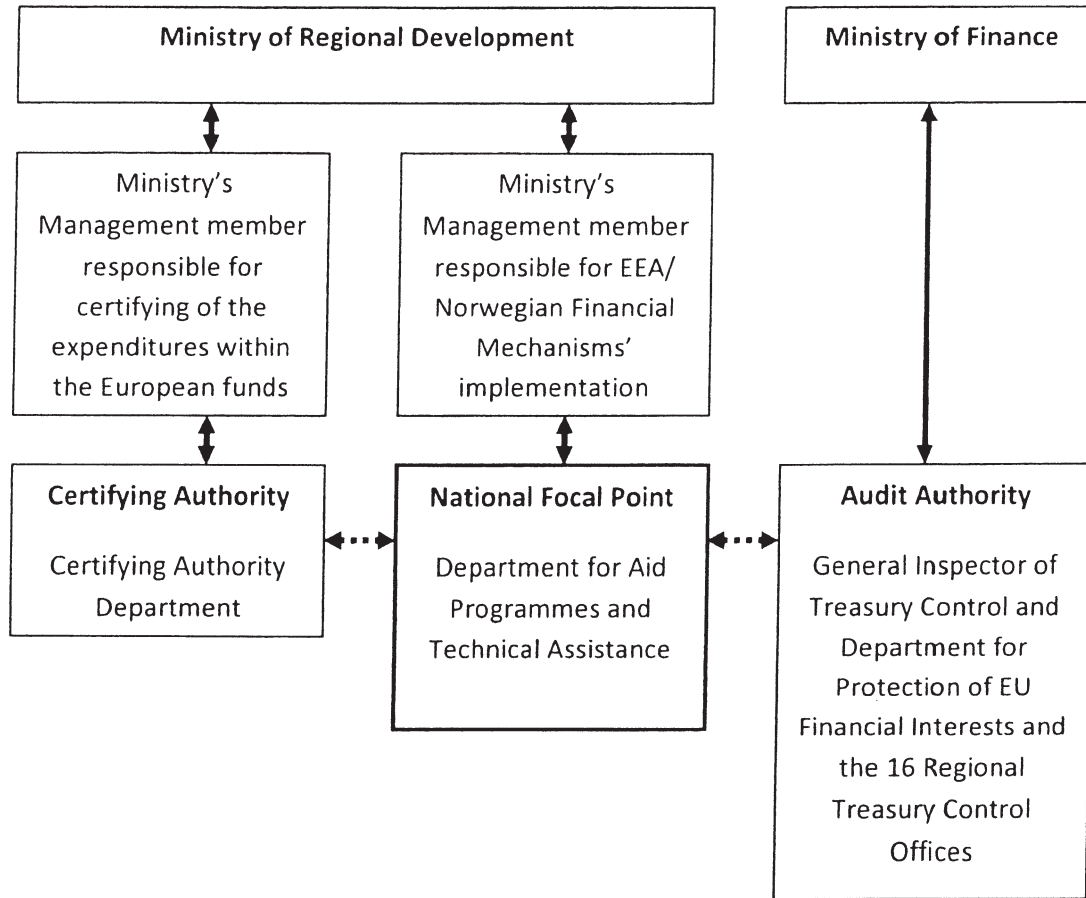 Ministry of Regional Development
Ministry of Finance
Ministry's
Management member
responsible for
certifying of the
expenditures within
the European funds
Ministry's
Management member
responsible for EEA/
Norwegian Financial
Mechanisms'
implementation
Certifying Authority
Certifying Authority
Department
National Focal Point
Department for Aid
Programmes and
Technical Assistance
Audit Authority
General Inspector of
Treasury Control and
Department for
Protection of EU
Financial Interests and
the 16 Regional
Treasury Control
Offices